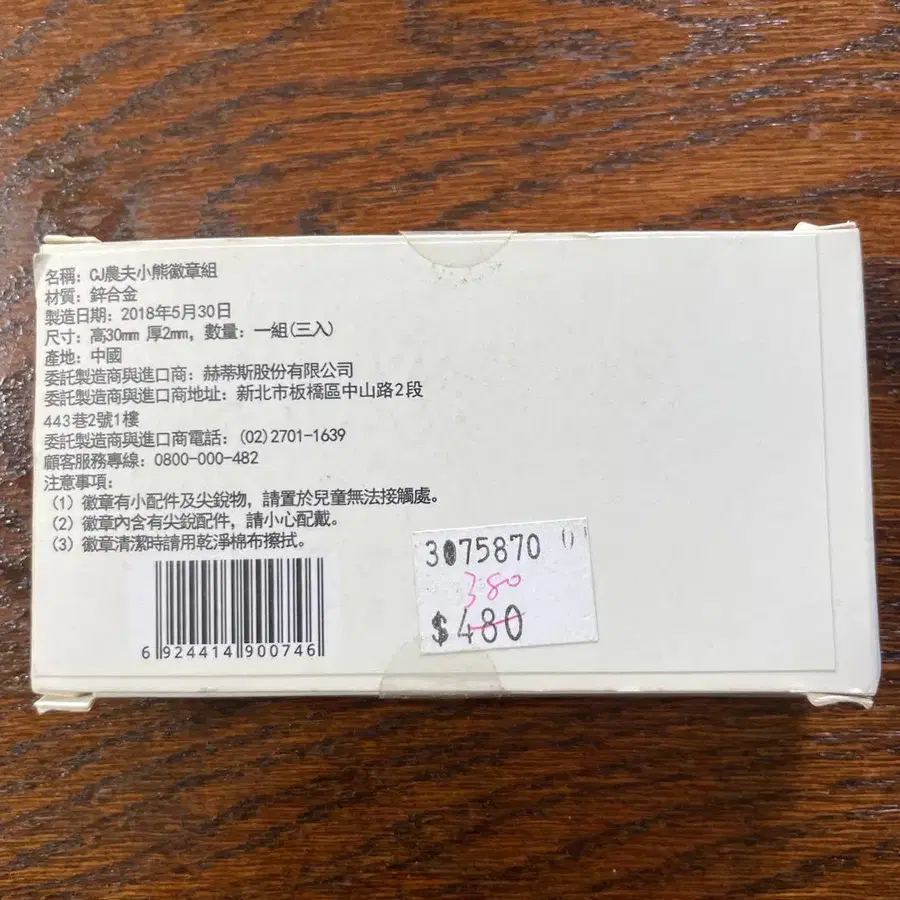 名稱: CJ農夫小熊徽章組
材質: 鋅合金
製造日期: 2018年5月30日
尺寸: 高30mm 厚2mm, 數量: 一組(三入)
產地: 中國
委託製造商與進口商: 赫蒂斯股份有限公司
委託製造商與進口商地址: 新北市板橋區中山路2段
443巷2號1樓
委託製造商與進口商電話: (02)2701-1639
顧客服務專線: 0800-000-482
注意事項:
(1) 徽章有小配件及尖銳物, 請置於兒童無法接觸處。
(2) 徽章內含有尖銳配件, 請小心配戴。
(3) 徽章清潔時請用乾淨棉布擦拭。
6 924414 900746
3075870
380
$480